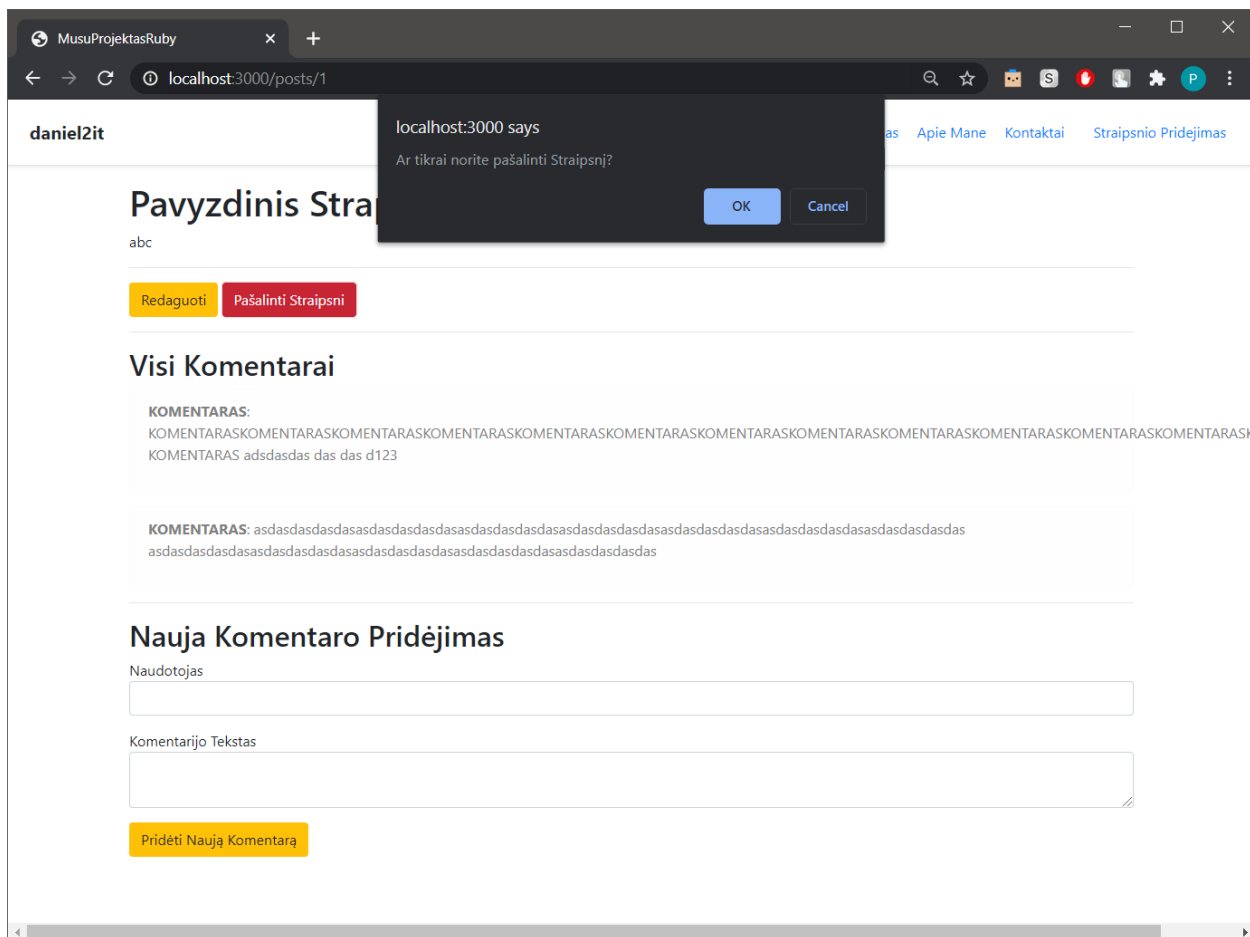 MusuProjektasRuby
localhost:3000/posts/1
S
P
daniel2it
as Apie Mane Kontaktai Straipsnio Pridejimas
localhost:3000 says
Ar tikrai norite pašalinti Straipsnį?
OK Cancel
Pavyzdinis Strai
abc
Redaguoti Pašalinti Straipsni
Visi Komentarai
KOMENTARAS:
KOMENTARASKOMENTARASKOMENTARASKOMENTARASKOMENTARASKOMENTARASKOMENTARASKOMENTARASKOMENTARASKOMENTARASKOMENTARASKOMENTARASK
KOMENTARAS adsdasdas das das d123
KOMENTARAS: asdasdasdasdasasdasdasdasdasasdasdasdasdasasdasdasdasdasasdasdasdasdasasdasdasdasdasasdasdasdasdas
asdasdasdasdasasdasdasdasdasasdasdasdasdasasdasdasdasdasasdasdasdasdas
Nauja Komentaro Pridėjimas
Naudotojas
Komentarijo Tekstas
Pridėti Naują Komentarą